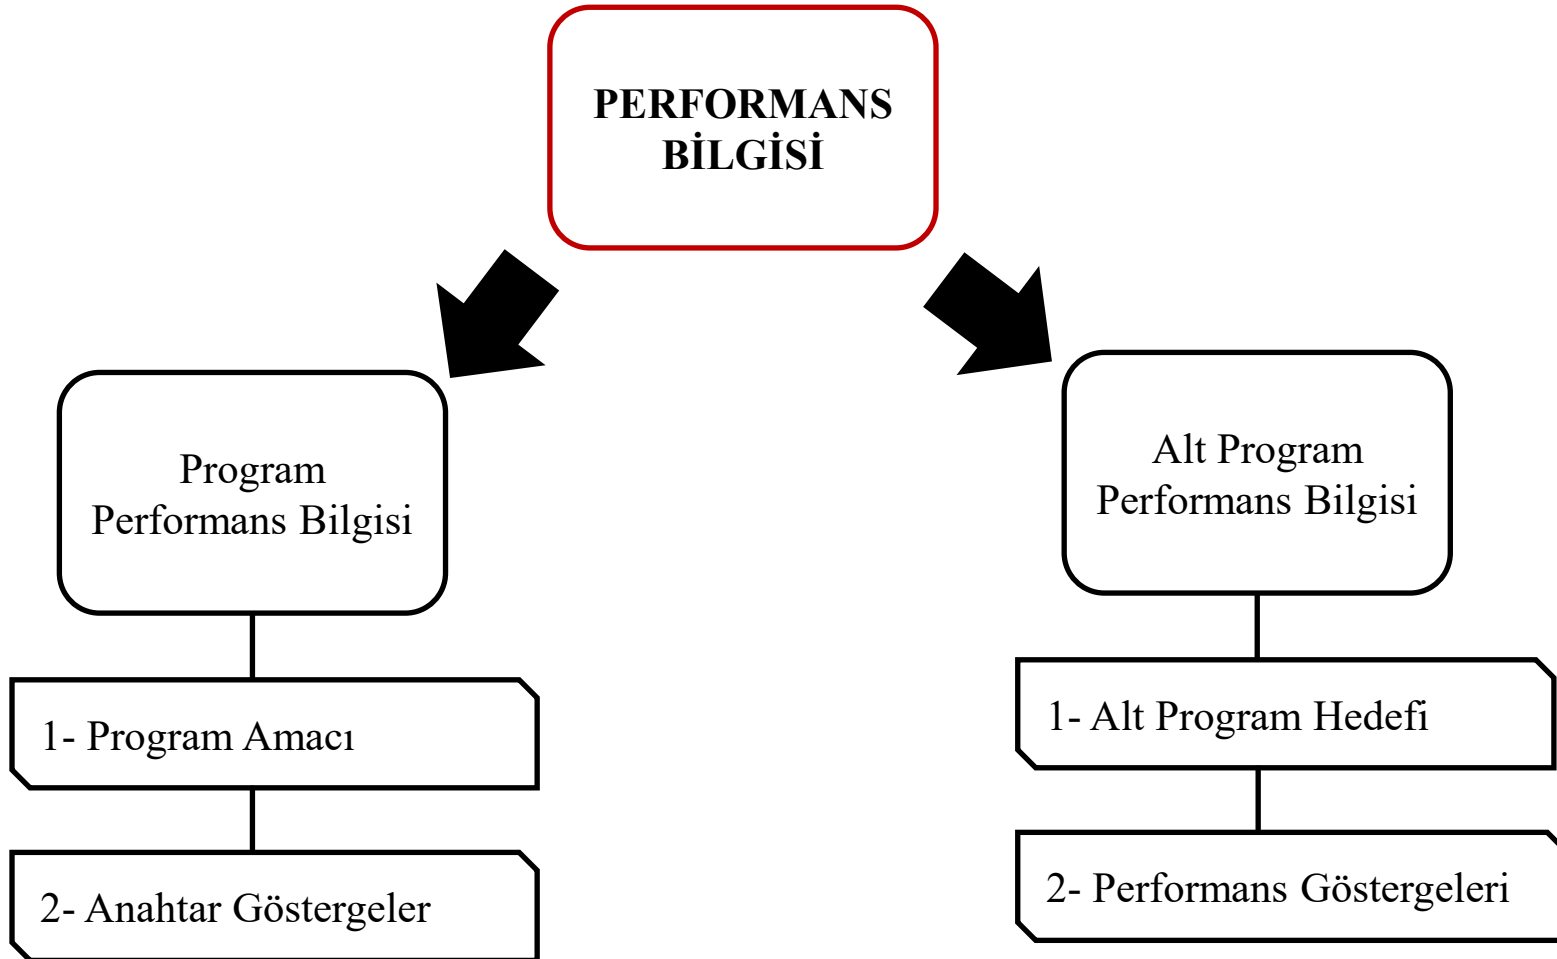 PERFORMANS
BİLGİSİ
Program
Performans Bilgisi
1- Program Amacı
2- Anahtar Göstergeler
Alt Program
Performans Bilgisi
1- Alt Program Hedefi
2- Performans Göstergeleri